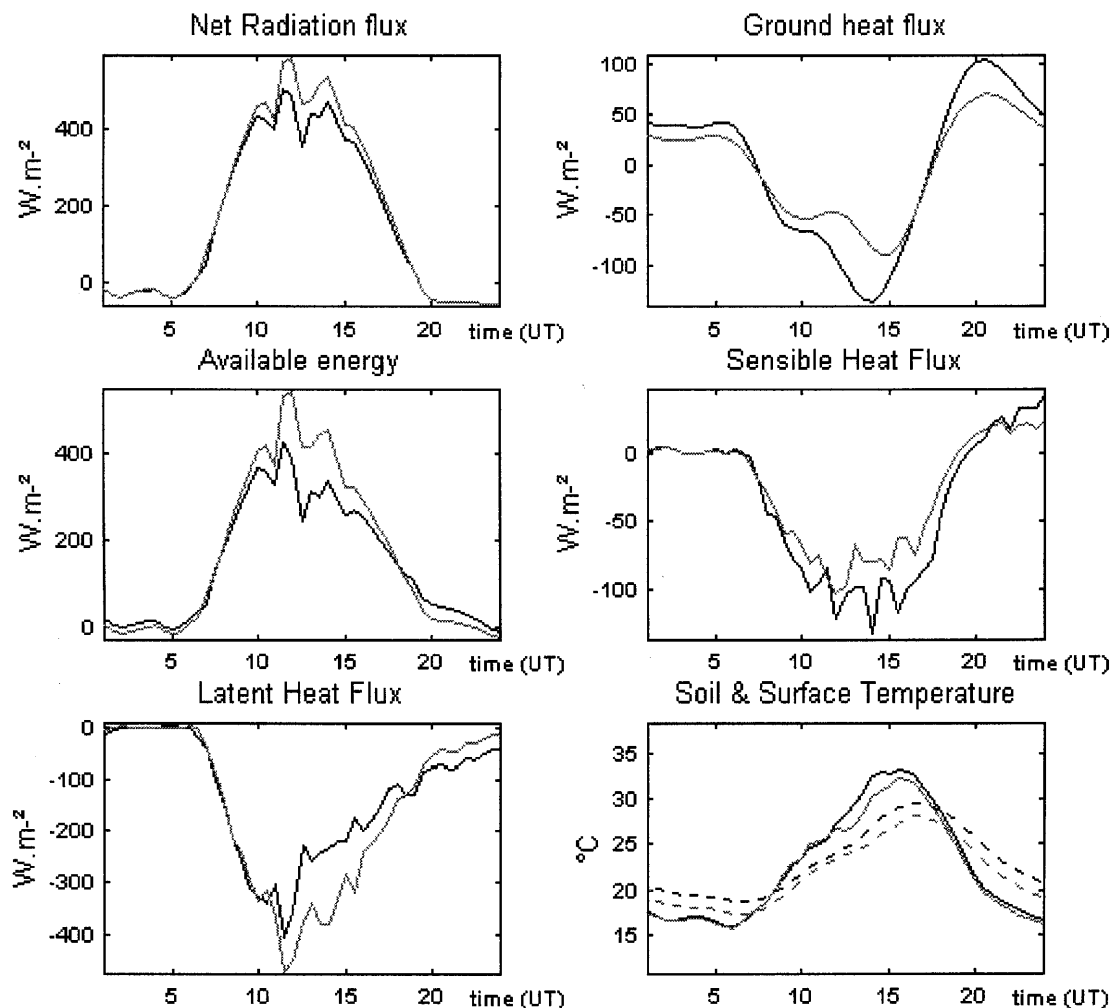 Net Radiation flux
W.m-²
400
200
0
5 10 15 20 time (UT)
Ground heat flux
W.m-²
100
50
0
-50
-100
5 10 15 20 time (UT)
Available energy
W.m-²
400
200
0
5 10 15 20 time (UT)
Sensible Heat Flux
W.m-²
0
-50
-100
5 10 15 20 time (UT)
Latent Heat Flux
W.m-²
0
-100
-200
-300
-400
5 10 15 20 time (UT)
Soil & Surface Temperature
°C
35
30
25
20
15
5 10 15 20 time (UT)